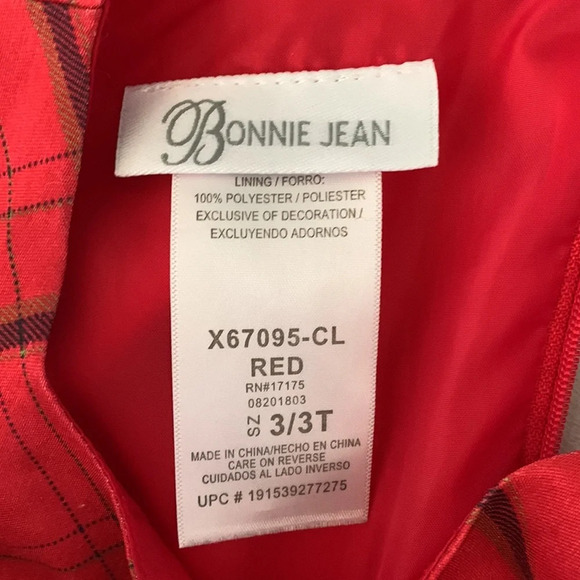 BONNIE JEAN
LINING / FORRO:
100% POLYESTER / POLIESTER
EXCLUSIVE OF DECORATION /
EXCLUYENDO ADORNOS
X67095-CL
RED
RN#17175
08201803
SZ 3/3T
MADE IN CHINA/HECHO EN CHINA
CARE ON REVERSE
CUIDADOS AL LADO INVERSO
UPC # 191539277275